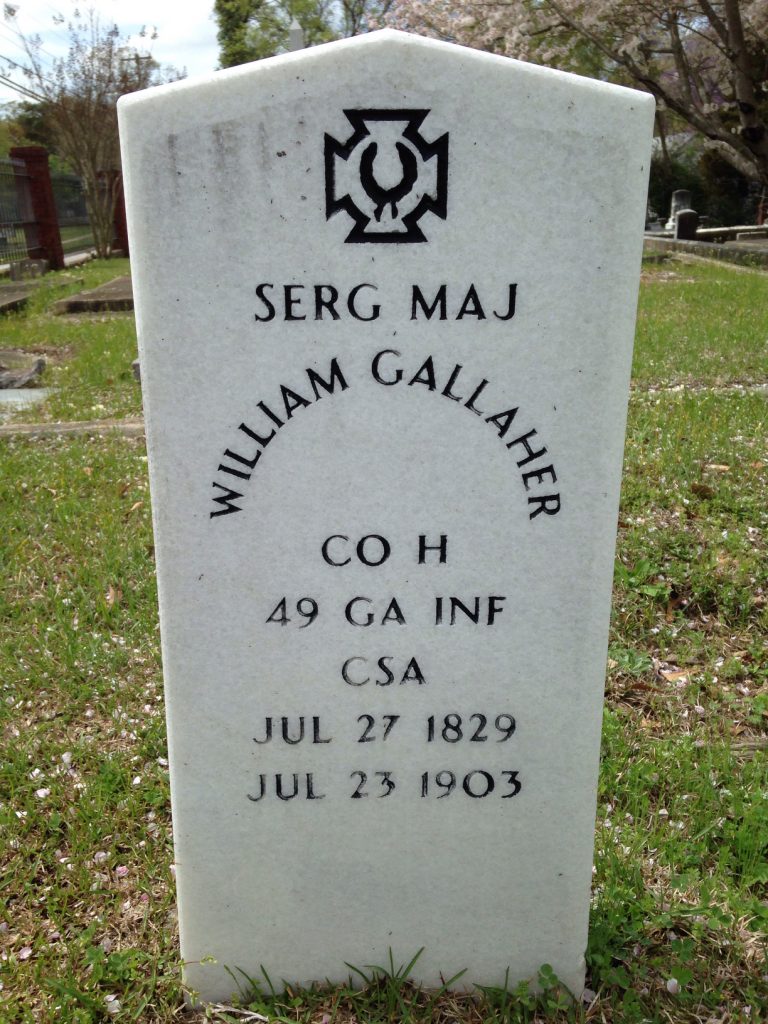 SERG MAJ
WILLIAM GALLAHER
CO H
49 GA INF
CSA
JUL 27 1829
JUL 23 1903